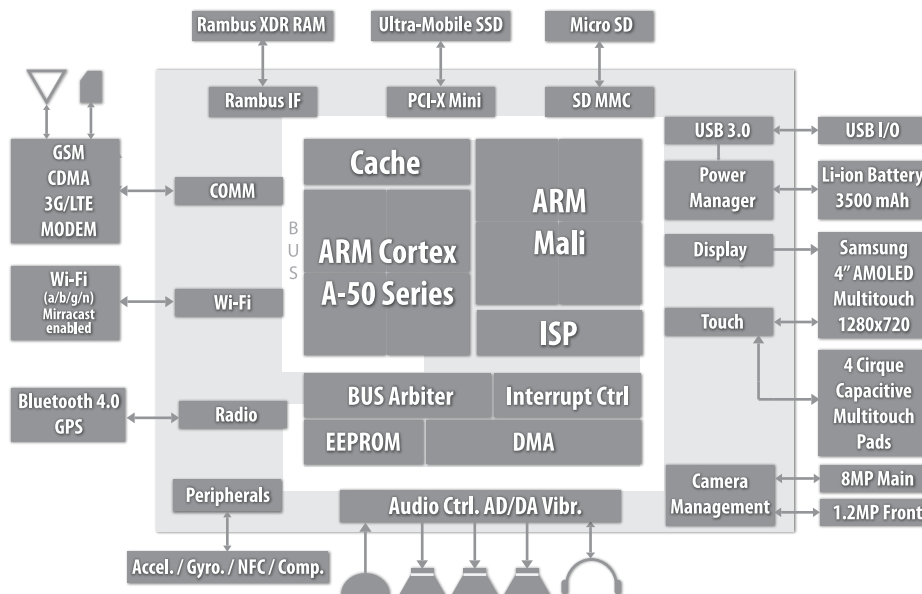 Rambus XDR RAM
Ultra-Mobile SSD
Micro SD
Rambus IF
PCI-X Mini
SD MMC
GSM
CDMA
3G/LTE
MODEM
COMM
Wi-Fi
(a/b/g/n)
Mirracast
enabled
Wi-Fi
Bluetooth 4.0
GPS
Radio
Peripherals
Accel. / Gyro. / NFC / Comp.
B
U
S
Cache
ARM Cortex
A-50 Series
ARM
Mali
ISP
BUS Arbiter
Interrupt Ctrl
EEPROM
DMA
Audio Ctrl. AD/DA Vibr.
USB 3.0
USB I/O
Power
Manager
Li-ion Battery
3500 mAh
Display
Samsung
4” AMOLED
Multitouch
1280x720
Touch
4 Cirque
Capacitive
Multitouch
Pads
Camera
Management
8MP Main
1.2MP Front